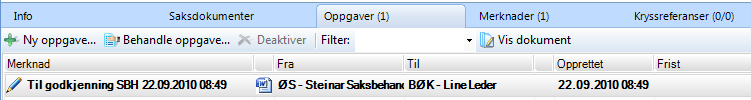 Info Saksdokumenter Oppgaver (1) Merknader (1) Kryssreferanser (0/0)
Ny oppgave... Behandle oppgave... Deaktiver Filter: Vis dokument
Merknad Fra Til Opprettet Frist
Til godkjenning SBH 22.09.2010 08:49 ØS - Steinar Saksbehand BØK - Line Leder 22.09.2010 08:49